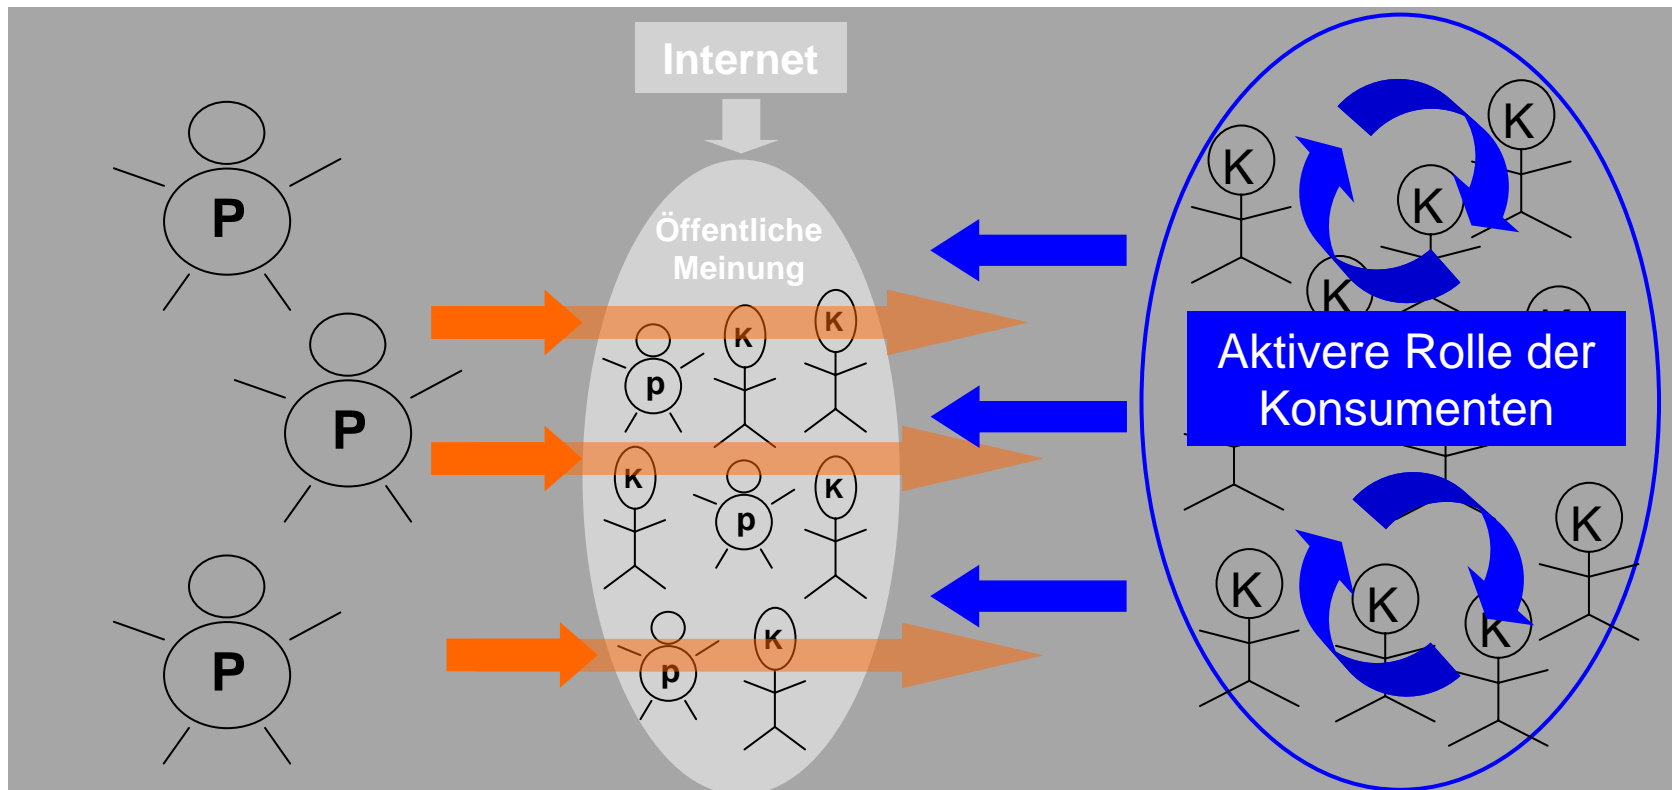 Internet
Öffentliche
Meinung
P
P
P
K
K
p
K
p
K
p
K
K
K
K
K
Aktivere Rolle der
Konsumenten
K
K
K
K